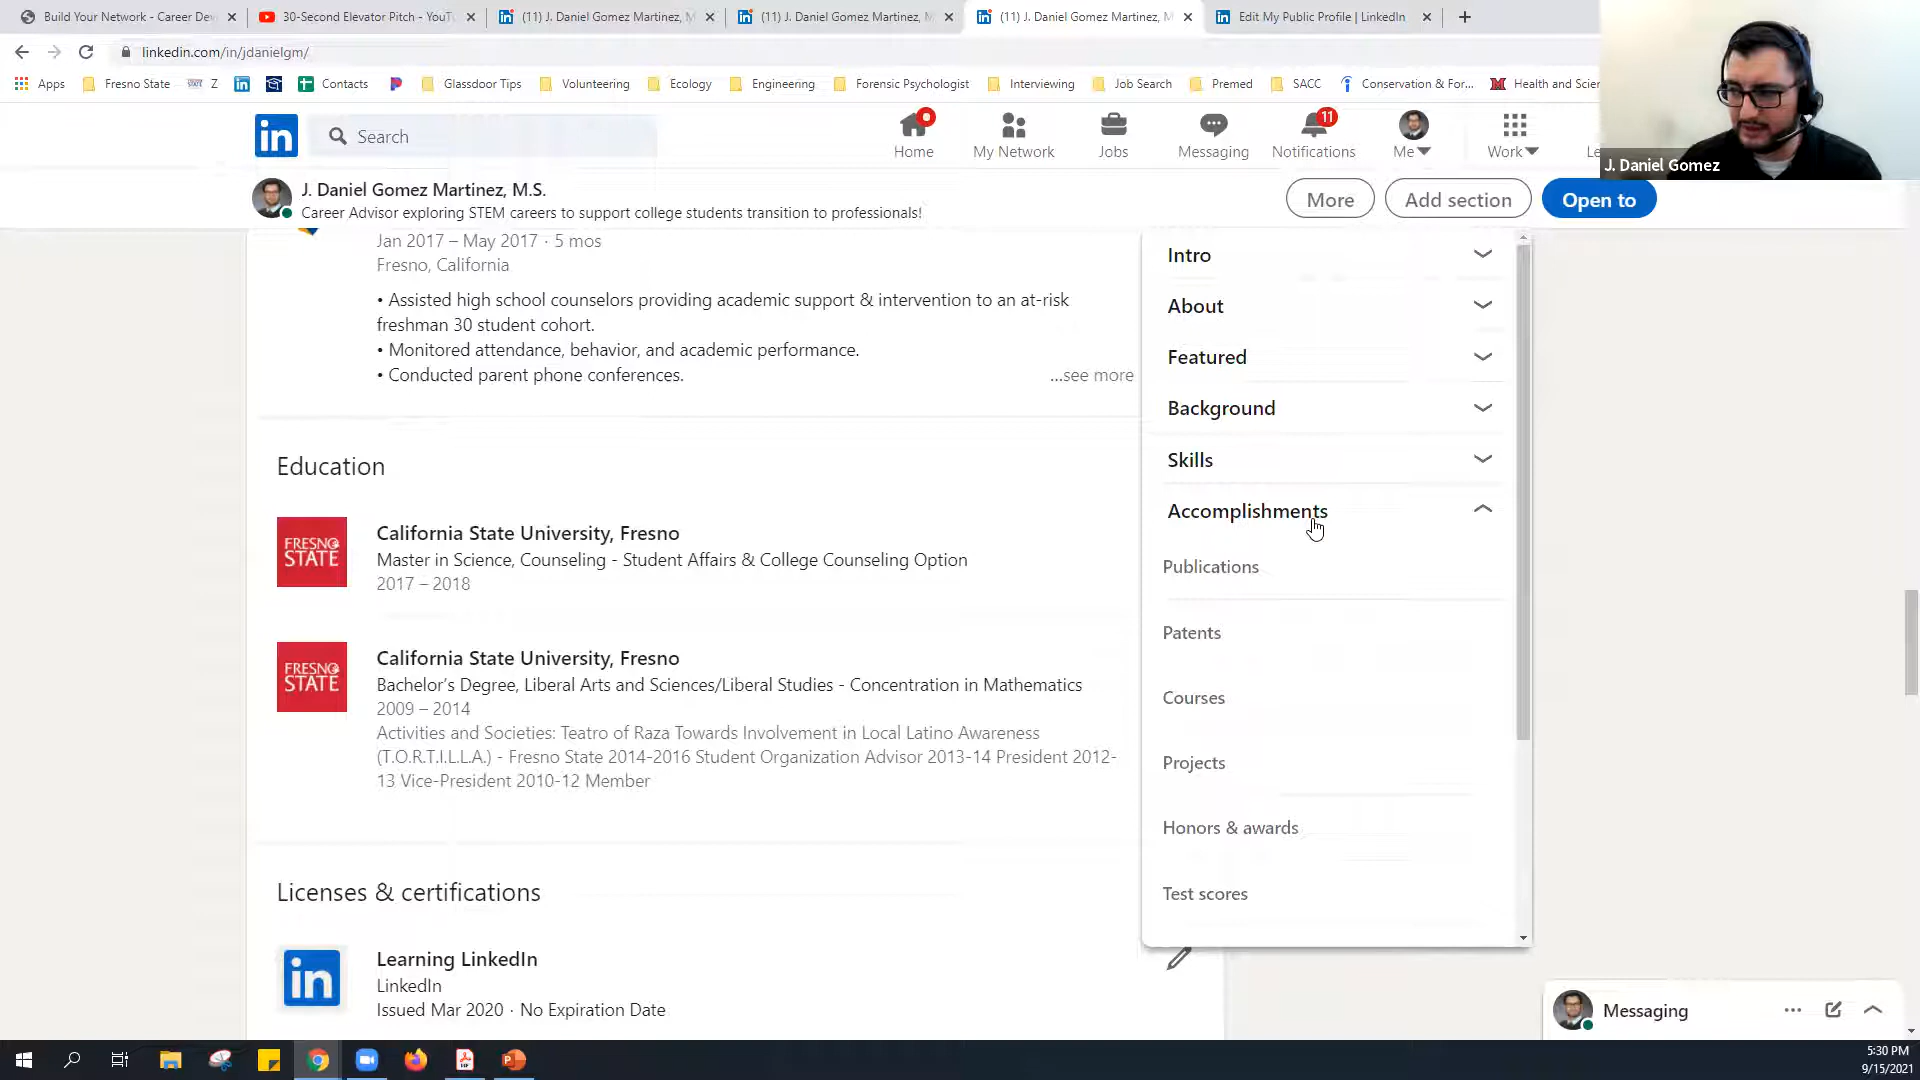 Build Your Network - Career Dev
30-Second Elevator Pitch - YouT
(11) J. Daniel Gomez Martinez, M
(11) J. Daniel Gomez Martinez, M
(11) J. Daniel Gomez Martinez, M
Edit My Public Profile | LinkedIn
linkedin.com/in/jdanielgm/
Apps
Fresno State
Z
Contacts
Glassdoor Tips
Volunteering
Ecology
Engineering
Forensic Psychologist
Interviewing
Job Search
Premed
SACC
Conservation & For...
Health and Scien
in
Search
Home
My Network
Jobs
Messaging
11
Notifications
Me
Work
J. Daniel Gomez
J. Daniel Gomez Martinez, M.S.
Career Advisor exploring STEM careers to support college students transition to professionals!
More
Add section
Open to
Jan 2017 – May 2017 · 5 mos
Fresno, California
• Assisted high school counselors providing academic support & intervention to an at-risk
freshman 30 student cohort.
• Monitored attendance, behavior, and academic performance.
• Conducted parent phone conferences.
...see more
Education
FRESNO
STATE
California State University, Fresno
Master in Science, Counseling - Student Affairs & College Counseling Option
2017 – 2018
FRESNO
STATE
California State University, Fresno
Bachelor's Degree, Liberal Arts and Sciences/Liberal Studies - Concentration in Mathematics
2009 – 2014
Activities and Societies: Teatro of Raza Towards Involvement in Local Latino Awareness
(T.O.R.T.I.L.L.A.) - Fresno State 2014-2016 Student Organization Advisor 2013-14 President 2012-
13 Vice-President 2010-12 Member
Licenses & certifications
in
Learning LinkedIn
LinkedIn
Issued Mar 2020 · No Expiration Date
Intro
About
Featured
Background
Skills
Accomplishments
Publications
Patents
Courses
Projects
Honors & awards
Test scores
Messaging
5:30 PM
9/15/2021